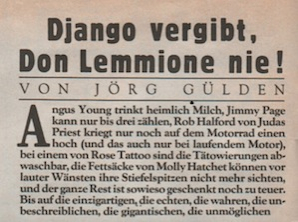 Django vergibt,
Don Lemmione nie!
VON JÖRG GÜLDEN
Angus Young trinkt heimlich Milch, Jimmy Page
kann nur bis drei zählen, Rob Halford von Judas
Priest kriegt nur noch auf dem Motorrad einen
hoch (und das auch nur bei laufendem Motor),
bei einem von Rose Tattoo sind die Tätowierungen ab-
waschbar, die Fettsäcke von Molly Hatchet können vor
lauter Wänsten ihre Stiefelspitzen nicht mehr sichten,
und der ganze Rest ist sowieso geschenkt noch zu teuer.
Bis auf die einzigartigen, die echten, die wahren, die un-
beschreiblichen, die gigantischen, die unmöglichen